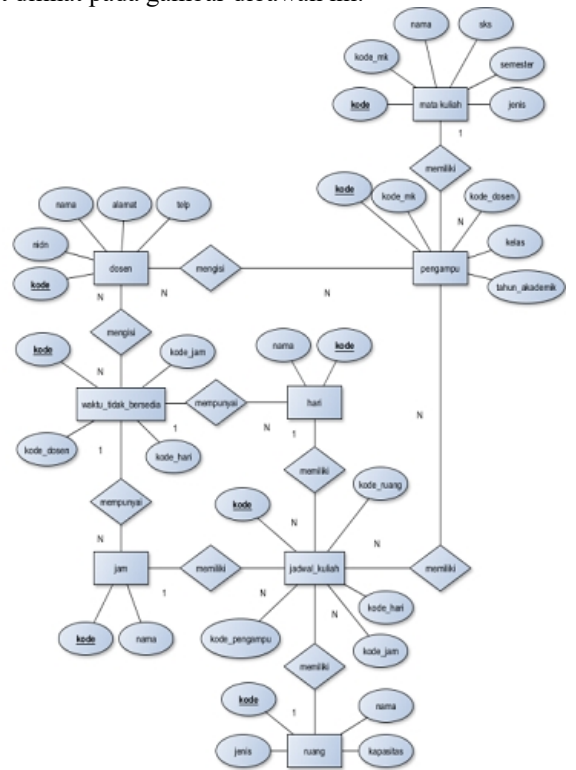 dilihat pada gambar dibawah ini.
nama
sks
kode_mk
semester
kode
mata kuliah
jenis
1
memiliki
kode
kode_mk
kode_dosen
N
kelas
pengampu
tahun_akademik
nama
alamat
telp
nidn
kode
dosen
mengisi
N
N
N
mengisi
N
kode
kode_jam
waktu_tidak_bersedia
mempunyai
1
N
kode_dosen
1
kode_hari
mempunyai
N
nama
kode
hari
1
memiliki
N
N
kode_ruang
kode
N
jam
memiliki
jadwal_kuliah
memiliki
1
N
N
kode
nama
kode_pengampu
kode_hari
kode_jam
memiliki
kode
1
nama
jenis
ruang
kapasitas